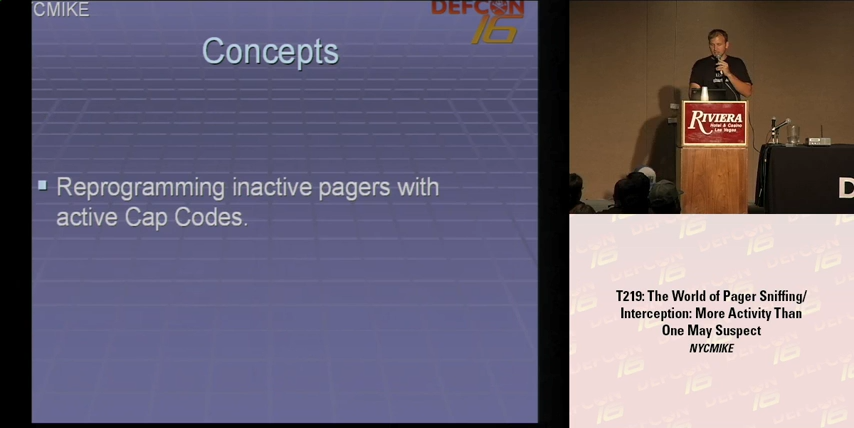 CMIKE
DEFCON
16
Concepts
Reprogramming inactive pagers with
active Cap Codes.
RIVIERA
Hotel & Casino
Las Vegas
D
T219: The World of Pager Sniffing/
Interception: More Activity Than
One May Suspect
NYCMIKE